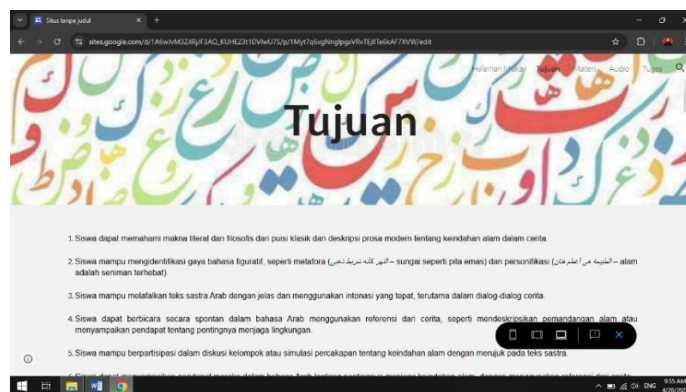 Situs tanpa judul
Halaman Muka Tujuan Materi Audio Tugas
Tujuan
1. Siswa dapat memahami makna literal dan filosofis dari puisi klasik dan deskripsi prosa modern tentang keindahan alam dalam cerita.
2. Siswa mampu mengidentifikasi gaya bahasa figuratif, seperti metafora (النهر كأنه شريط ذهبي – sungai seperti pita emas) dan personifikasi (الطبيعة هي أعظم فنان – alam
adalah seniman terhebat).
3. Siswa mampu melafalkan teks sastra Arab dengan jelas dan menggunakan intonasi yang tepat, terutama dalam dialog-dialog cerita.
4. Siswa dapat berbicara secara spontan dalam bahasa Arab menggunakan referensi dari cerita, seperti mendeskripsikan pemandangan alam atau
menyampaikan pendapat tentang pentingnya menjaga lingkungan.
5. Siswa mampu berpartisipasi dalam diskusi kelompok atau simulasi percakapan tentang keindahan alam dengan merujuk pada teks sastra.
ENG
9:55 AM